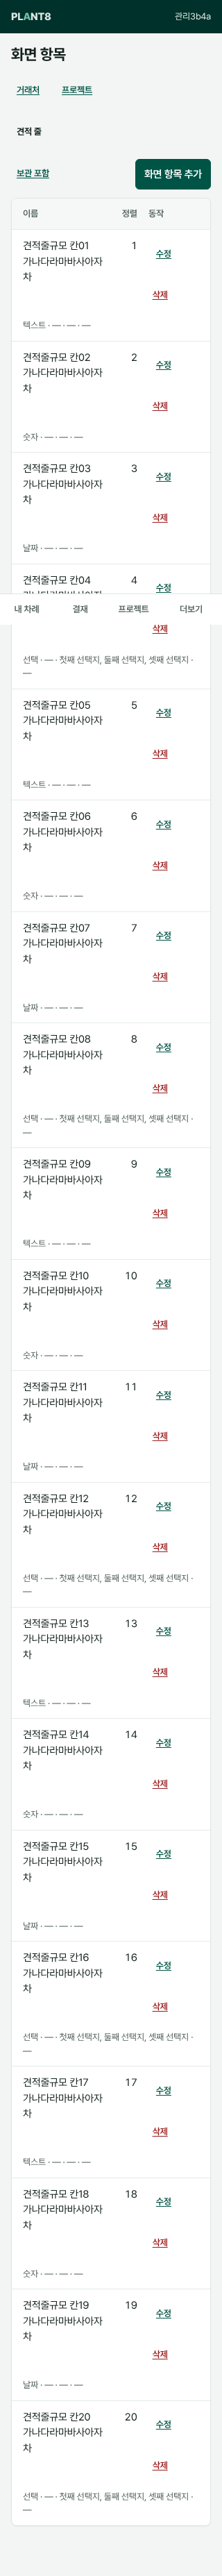 PLANT8 관리3b4a
화면 항목
거래처 프로젝트
견적 줄
보관 포함 화면 항목 추가
이름 정렬 동작
견적줄규모 칸01 1 수정
가나다라마바사아자
차
삭제
텍스트 · — · — · —
견적줄규모 칸02 2 수정
가나다라마바사아자
차
삭제
숫자 · — · — · —
견적줄규모 칸03 3 수정
가나다라마바사아자
차
삭제
날짜 · — · — · —
견적줄규모 칸04 4 수정
내 차례 결재 프로젝트 더보기
삭제
선택 · — · 첫째 선택지, 둘째 선택지, 셋째 선택지 ·
—
견적줄규모 칸05 5 수정
가나다라마바사아자
차
삭제
텍스트 · — · — · —
견적줄규모 칸06 6 수정
가나다라마바사아자
차
삭제
숫자 · — · — · —
견적줄규모 칸07 7 수정
가나다라마바사아자
차
삭제
날짜 · — · — · —
견적줄규모 칸08 8 수정
가나다라마바사아자
차
삭제
선택 · — · 첫째 선택지, 둘째 선택지, 셋째 선택지 ·
—
견적줄규모 칸09 9 수정
가나다라마바사아자
차
삭제
텍스트 · — · — · —
견적줄규모 칸10 10 수정
가나다라마바사아자
차
삭제
숫자 · — · — · —
견적줄규모 칸11 11 수정
가나다라마바사아자
차
삭제
날짜 · — · — · —
견적줄규모 칸12 12 수정
가나다라마바사아자
차
삭제
선택 · — · 첫째 선택지, 둘째 선택지, 셋째 선택지 ·
—
견적줄규모 칸13 13 수정
가나다라마바사아자
차
삭제
텍스트 · — · — · —
견적줄규모 칸14 14 수정
가나다라마바사아자
차
삭제
숫자 · — · — · —
견적줄규모 칸15 15 수정
가나다라마바사아자
차
삭제
날짜 · — · — · —
견적줄규모 칸16 16 수정
가나다라마바사아자
차
삭제
선택 · — · 첫째 선택지, 둘째 선택지, 셋째 선택지 ·
—
견적줄규모 칸17 17 수정
가나다라마바사아자
차
삭제
텍스트 · — · — · —
견적줄규모 칸18 18 수정
가나다라마바사아자
차
삭제
숫자 · — · — · —
견적줄규모 칸19 19 수정
가나다라마바사아자
차
삭제
날짜 · — · — · —
견적줄규모 칸20 20 수정
가나다라마바사아자
차
삭제
선택 · — · 첫째 선택지, 둘째 선택지, 셋째 선택지 ·
—